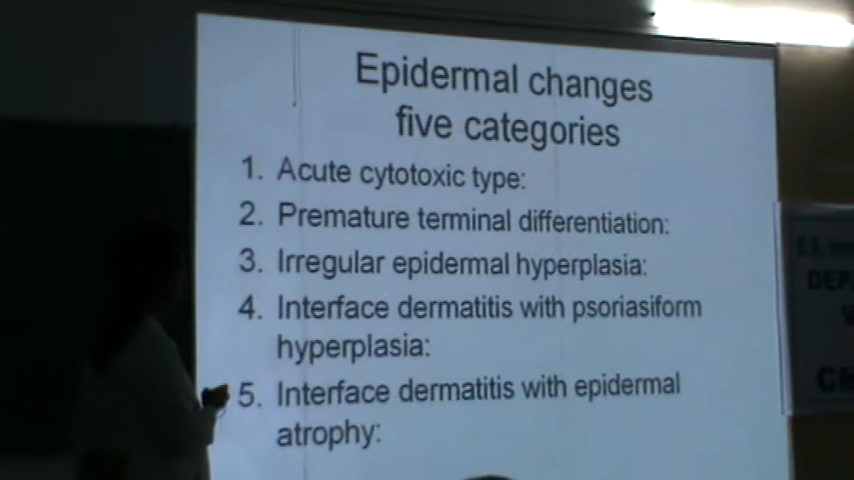 Epidermal changes
five categories
1. Acute cytotoxic type:
2. Premature terminal differentiation:
3. Irregular epidermal hyperplasia:
4. Interface dermatitis with psoriasiform
hyperplasia:
5. Interface dermatitis with epidermal
atrophy: